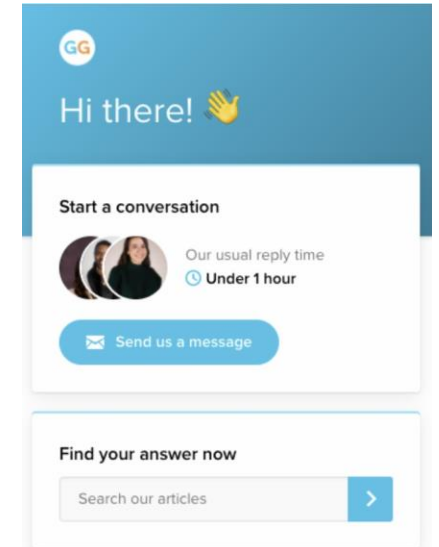 GG
Hi there! 👋
Start a conversation
Our usual reply time
Under 1 hour
Send us a message
Find your answer now
Search our articles